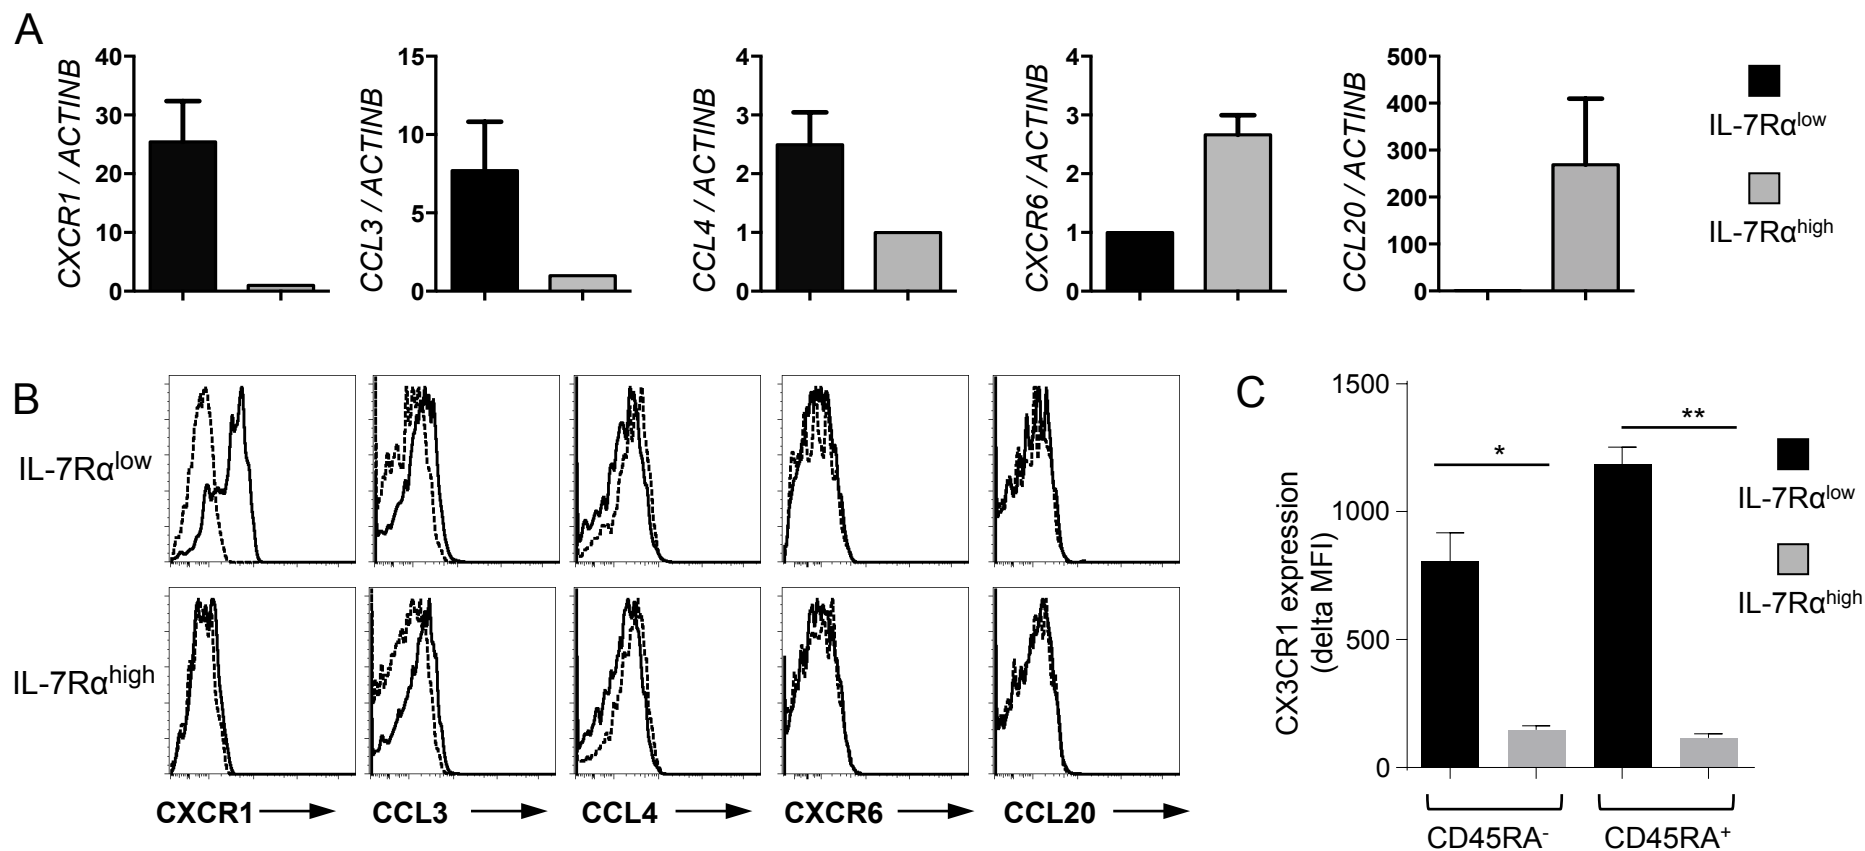 A
CXCR1 / ACTINB
40
30
20
10
0
CCL3 / ACTINB
15
10
5
0
CCL4 / ACTINB
4
3
2
1
0
CXCR6 / ACTINB
4
3
2
1
0
CCL20 / ACTINB
500
400
300
200
100
0
IL-7Rαlow
IL-7Rαhigh
B
IL-7Rαlow
IL-7Rαhigh
CXCR1
CCL3
CCL4
CXCR6
CCL20
C
CX3CR1 expression
(delta MFI)
1500
1000
500
0
*
**
CD45RA-
CD45RA+
IL-7Rαlow
IL-7Rαhigh